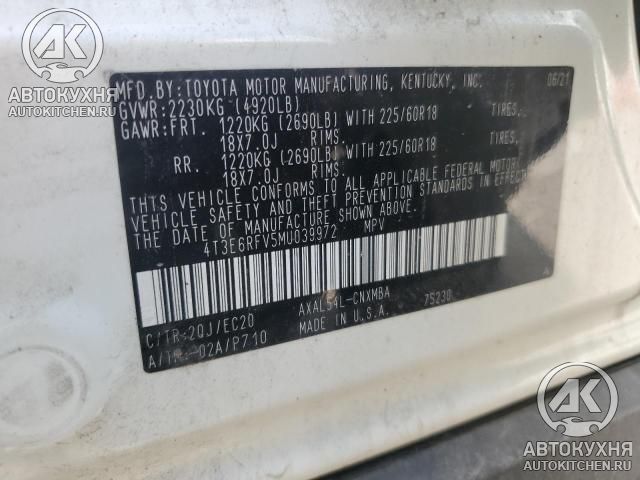 АВТОКУХНЯ
AUTOKITCHEN.RU
MFD. BY: TOYOTA MOTOR MANUFACTURING, KENTUCKY, INC. 06/21
GVWR: 2230KG (4920LB)
GAWR: FRT. 1220KG (2690LB) WITH 225/60R18 TIRES,
18X7.0J RIMS
RR. 1220KG (2690LB) WITH 225/60R18 TIRES,
18X7.0J RIMS.
THIS VEHICLE CONFORMS TO ALL APPLICABLE FEDERAL MOTOR
VEHICLE SAFETY AND THEFT PREVENTION STANDARDS IN EFFECT
THE DATE OF MANUFACTURE SHOWN ABOVE.
4T3E6RFV5MU039972 MPV
C/TR: 2QJ/EC20 AXAL54L-CNXMBA 75230
A/TM: -02A/P710 MADE IN U.S.A.
АВТОКУХНЯ
AUTOKITCHEN.RU